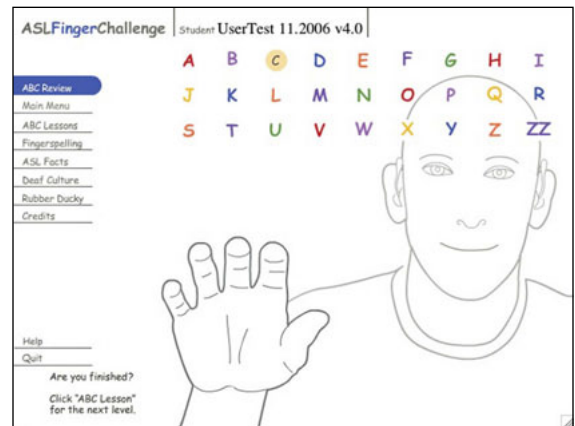 ASLFingerChallenge Student UserTest 11.2006 v4.0
A B C D E F G H I
J K L M N O P Q R
S T U V W X Y Z ZZ
ABC Review
Main Menu
ABC Lessons
Fingerspelling
ASL Facts
Deaf Culture
Rubber Ducky
Credits
Help
Quit
Are you finished?
Click "ABC Lesson"
for the next level.